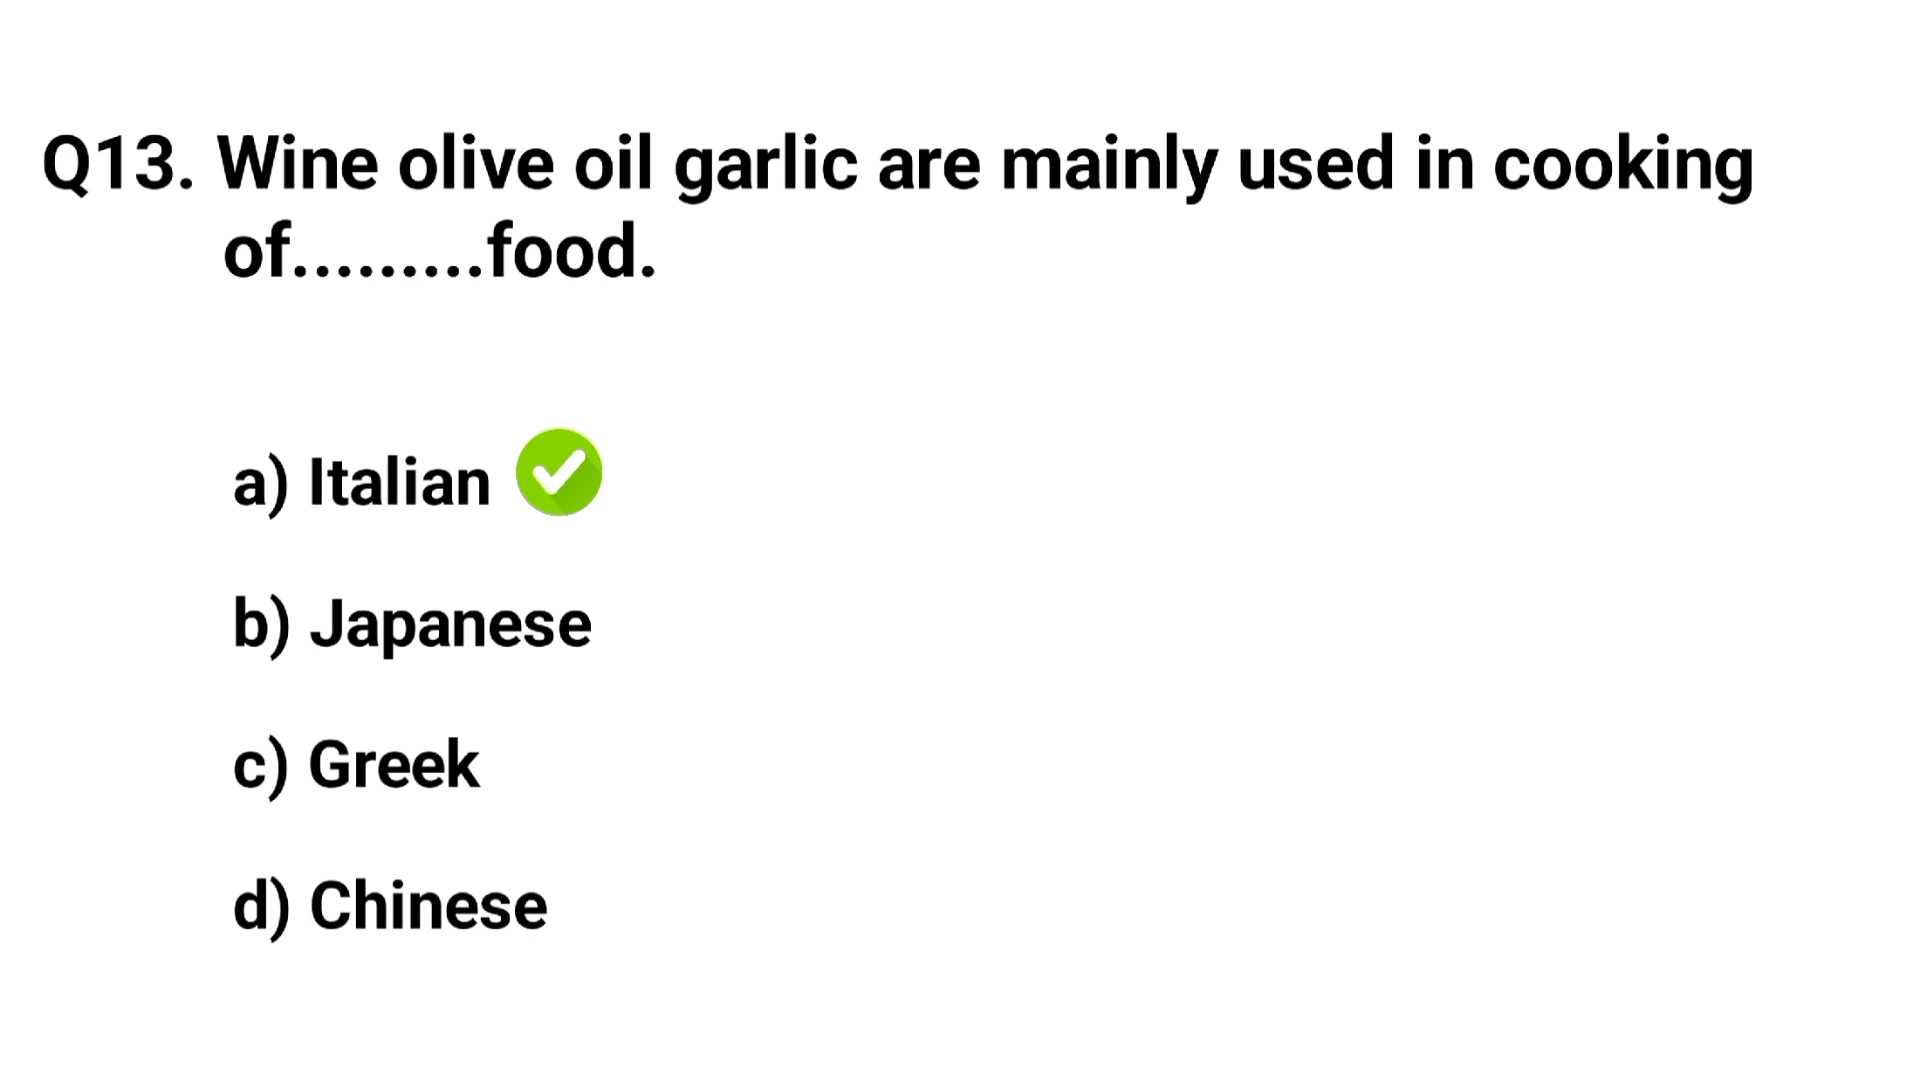 Q13. Wine olive oil garlic are mainly used in cooking
of.........food.
a) Italian
b) Japanese
c) Greek
d) Chinese